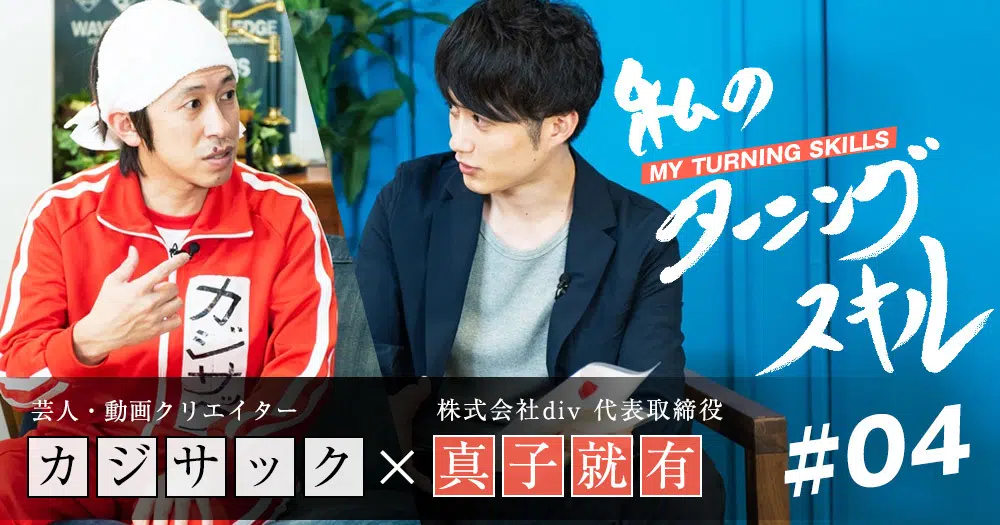 WAVE
EDGE
私の
MY TURNING SKILLS
ターニング
スキル
カジサ
芸人・動画クリエイター
カジサック
×
株式会社div 代表取締役
真子就有
#04